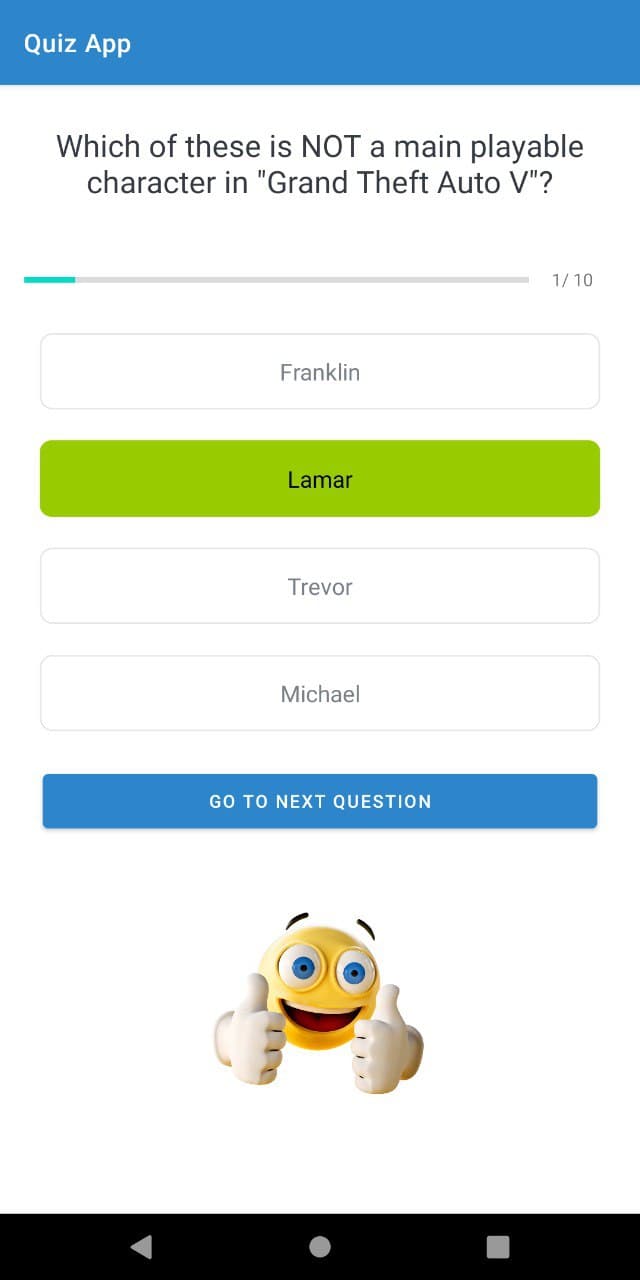 Quiz App
Which of these is NOT a main playable
character in "Grand Theft Auto V"?
1/ 10
Franklin
Lamar
Trevor
Michael
GO TO NEXT QUESTION